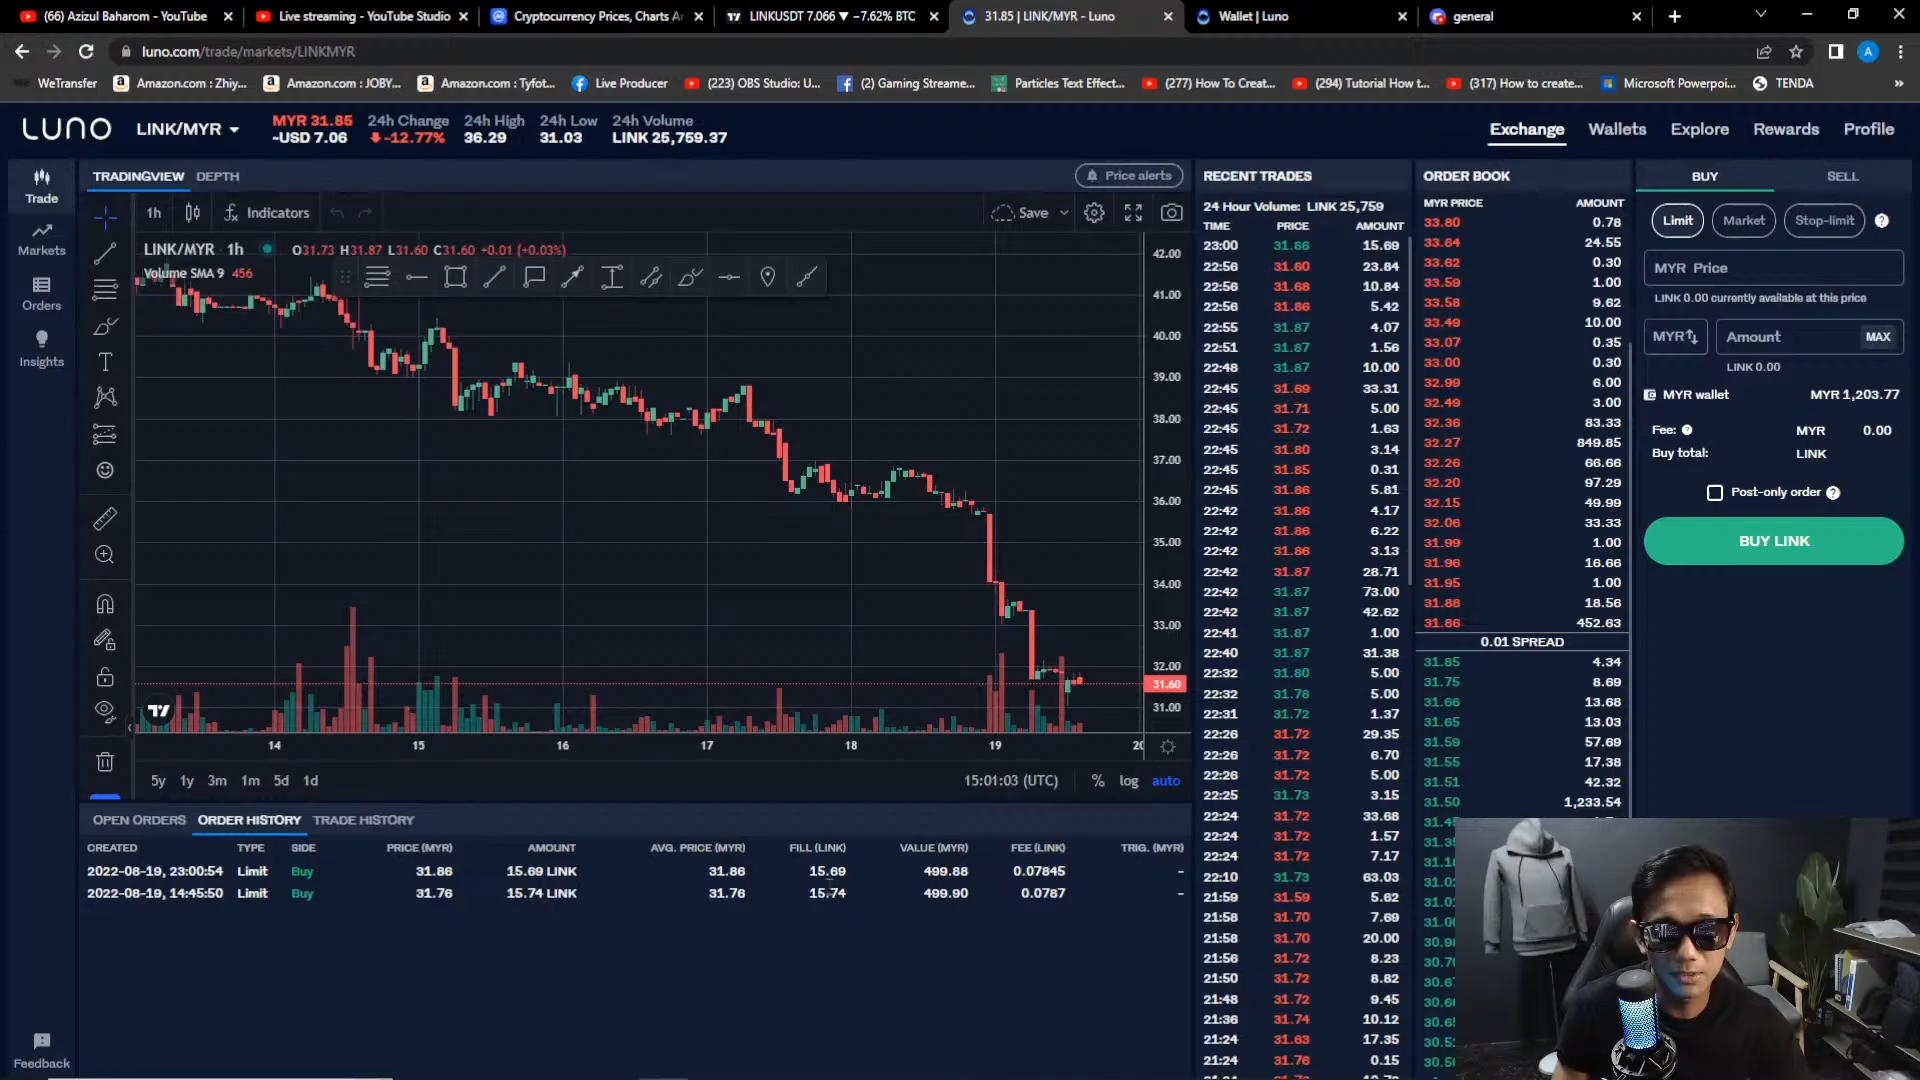 (66) Azizul Baharom - YouTube
Live streaming - YouTube Studio
Cryptocurrency Prices, Charts Ar
LINKUSDT 7.066 ▼ −7.62% BTC
31.85 | LINK/MYR - Luno
Wallet | Luno
general
luno.com/trade/markets/LINKMYR
WeTransfer
Amazon.com : Zhiy...
Amazon.com : JOBY...
Amazon.com : Tyfot...
Live Producer
(223) OBS Studio: U...
(2) Gaming Streame...
Particles Text Effect...
(277) How To Creat...
(294) Tutorial How t...
(317) How to create...
Microsoft Powerpoi...
TENDA
LUNO
LINK/MYR
MYR 31.85
~USD 7.06
24h Change
-12.77%
24h High
36.29
24h Low
31.03
24h Volume
LINK 25,759.37
Exchange
Wallets
Explore
Rewards
Profile
Trade
Markets
Orders
Insights
Feedback
TRADINGVIEW
DEPTH
Price alerts
1h
Indicators
Save
LINK/MYR · 1h
O31.73 H31.87 L31.60 C31.60 +0.01 (+0.03%)
Volume SMA 9 456
42.00
41.00
40.00
39.00
38.00
37.00
36.00
35.00
34.00
33.00
32.00
31.60
31.00
14 15 16 17 18 19 20
5y 1y 3m 1m 5d 1d
15:01:03 (UTC)
% log auto
OPEN ORDERS
ORDER HISTORY
TRADE HISTORY
CREATED TYPE SIDE PRICE (MYR) AMOUNT AVG. PRICE (MYR) FILL (LINK) VALUE (MYR) FEE (LINK) TRIG. (MYR)
2022-08-19, 23:00:54 Limit Buy 31.86 15.69 LINK 31.86 15.69 499.88 0.07845 -
2022-08-19, 14:45:50 Limit Buy 31.76 15.74 LINK 31.76 15.74 499.90 0.0787 -
RECENT TRADES
24 Hour Volume: LINK 25,759
TIME PRICE AMOUNT
23:00 31.86 15.69
22:56 31.60 23.84
22:56 31.68 10.84
22:56 31.86 5.42
22:55 31.87 4.07
22:51 31.87 1.56
22:48 31.87 10.00
22:45 31.69 33.31
22:45 31.71 5.00
22:45 31.72 1.63
22:45 31.80 3.14
22:45 31.85 0.31
22:45 31.86 5.81
22:42 31.86 4.17
22:42 31.86 6.22
22:42 31.86 3.13
22:42 31.87 28.71
22:42 31.87 73.00
22:42 31.87 42.62
22:41 31.87 1.00
22:40 31.87 31.38
22:32 31.80 5.00
22:32 31.78 5.00
22:31 31.72 1.37
22:26 31.72 29.35
22:26 31.72 6.70
22:26 31.72 5.00
22:25 31.73 3.15
22:24 31.72 33.68
22:24 31.72 1.57
22:24 31.72 7.17
22:10 31.73 63.03
21:59 31.59 5.62
21:58 31.70 7.69
21:58 31.70 20.00
21:56 31.72 8.23
21:50 31.72 8.82
21:48 31.72 9.45
21:36 31.74 10.12
21:24 31.63 17.35
21:24 31.76 0.15
ORDER BOOK
MYR PRICE AMOUNT
33.80 0.78
33.64 24.55
33.62 0.30
33.59 1.00
33.58 9.62
33.49 10.00
33.07 0.35
33.00 0.30
32.99 6.00
32.49 3.00
32.36 83.33
32.27 849.85
32.26 66.66
32.20 97.29
32.15 49.99
32.06 33.33
31.99 1.00
31.96 16.66
31.95 1.00
31.88 18.56
31.86 452.63
0.01 SPREAD
31.85 4.34
31.75 8.69
31.66 13.68
31.65 13.03
31.59 57.69
31.55 17.38
31.51 42.32
31.50 1,233.54
BUY
SELL
Limit
Market
Stop-limit
MYR Price
LINK 0.00 currently available at this price
MYR
Amount
MAX
LINK 0.00
MYR wallet MYR 1,203.77
Fee: MYR 0.00
Buy total: LINK
Post-only order
BUY LINK